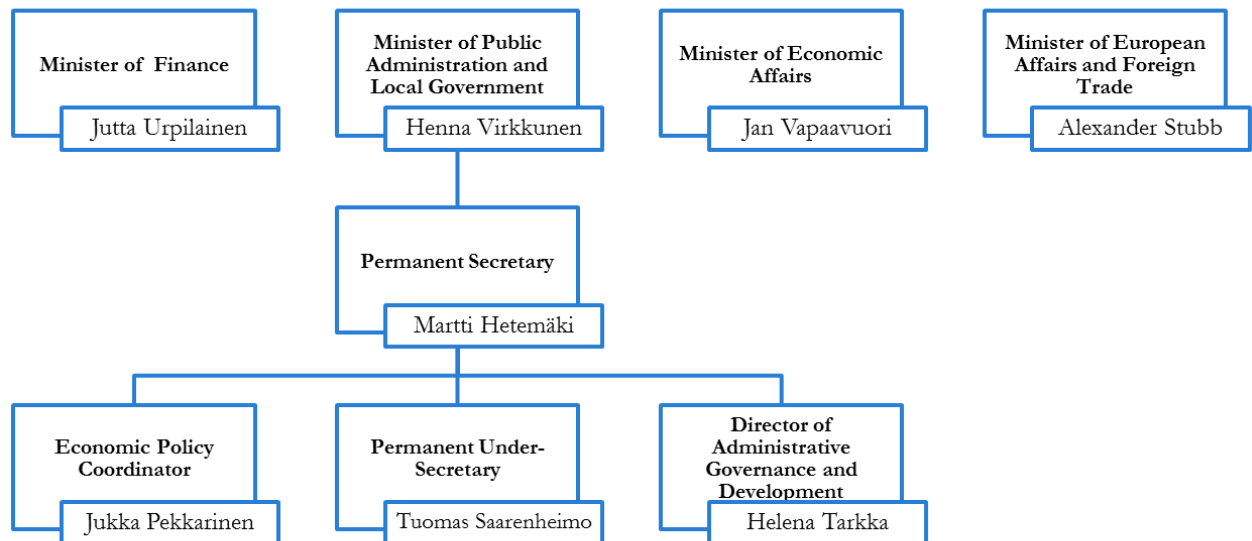 Minister of Finance
Jutta Urpilainen
Minister of Public
Administration and
Local Government
Henna Virkkunen
Minister of Economic
Affairs
Jan Vapaavuori
Minister of European
Affairs and Foreign
Trade
Alexander Stubb
Permanent Secretary
Martti Hetemäki
Economic Policy
Coordinator
Jukka Pekkarinen
Permanent Under-
Secretary
Tuomas Saarenheimo
Director of
Administrative
Governance and
Development
Helena Tarkka